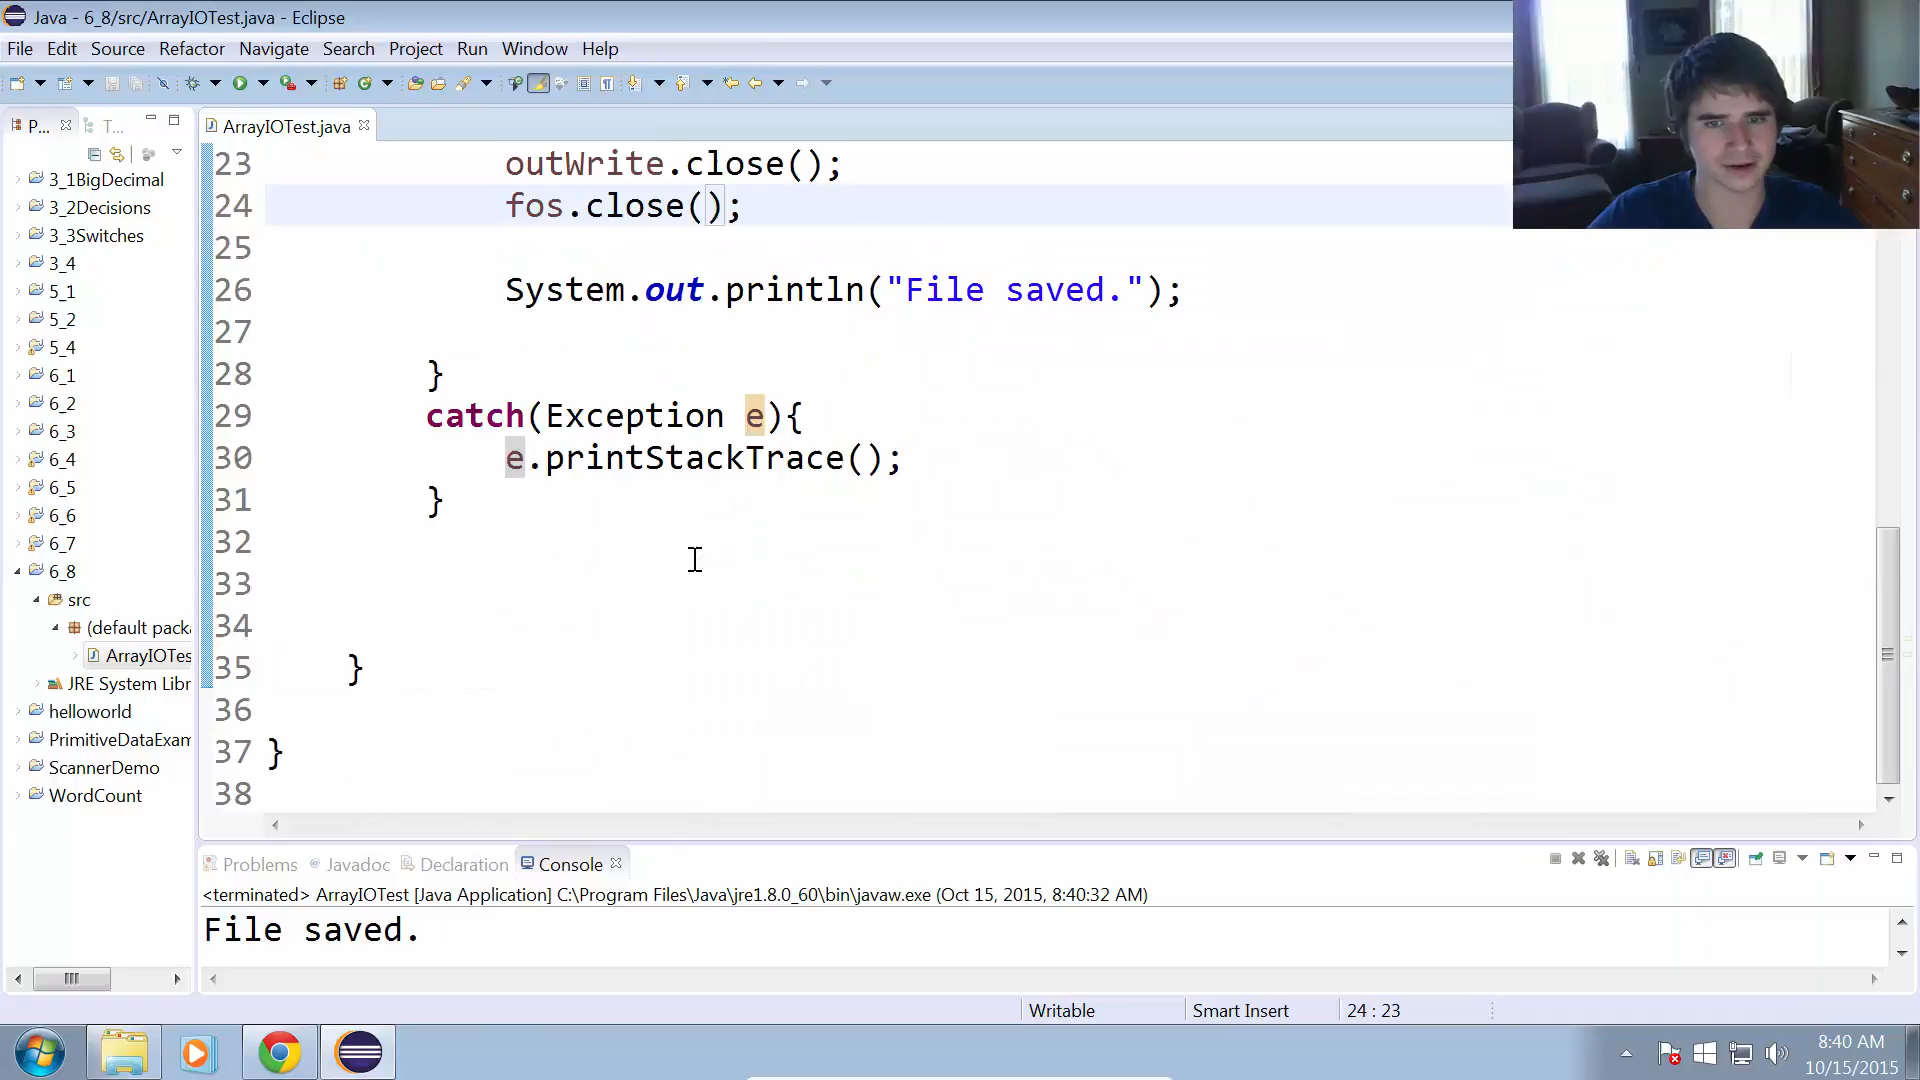 Java - 6_8/src/ArrayIOTest.java - Eclipse
File Edit Source Refactor Navigate Search Project Run Window Help
P... T... ArrayIOTest.java
3_1BigDecimal
3_2Decisions
3_3Switches
3_4
5_1
5_2
5_4
6_1
6_2
6_3
6_4
6_5
6_6
6_7
6_8
src
(default packa
ArrayIOTes
JRE System Libr
helloworld
PrimitiveDataExam
ScannerDemo
WordCount
23 outWrite.close();
24 fos.close();
25
26 System.out.println("File saved.");
27
28 }
29 catch(Exception e){
30 e.printStackTrace();
31 }
32
33
34
35 }
36
37 }
38
Problems @ Javadoc Declaration Console
<terminated> ArrayIOTest [Java Application] C:\Program Files\Java\jre1.8.0_60\bin\javaw.exe (Oct 15, 2015, 8:40:32 AM)
File saved.
Writable Smart Insert 24 : 23
8:40 AM
10/15/2015